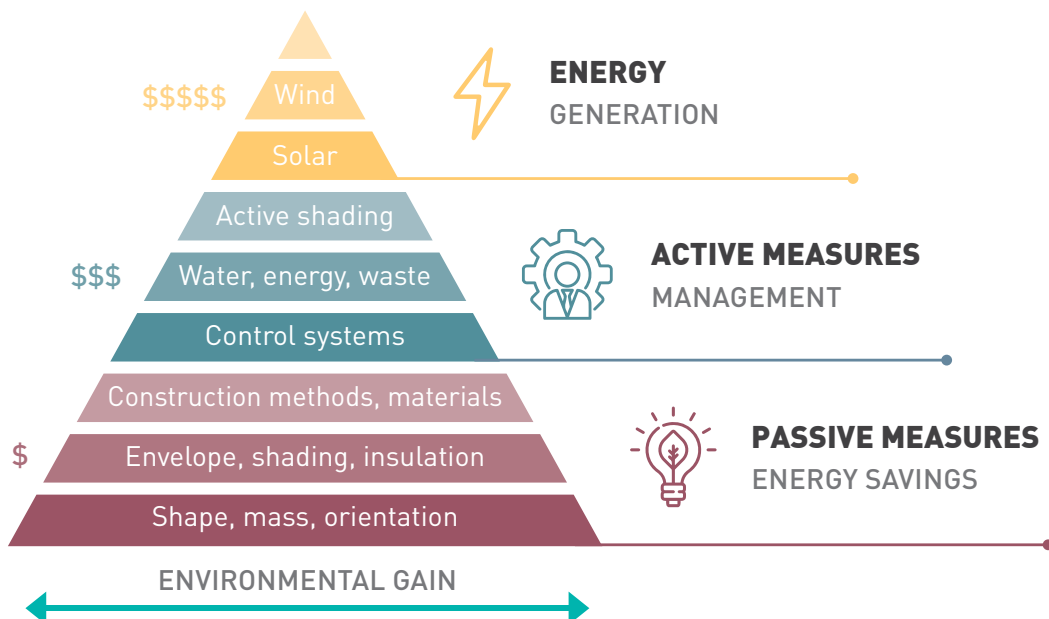 $$$$$
Wind
Solar
ENERGY
GENERATION
Active shading
$$$
Water, energy, waste
Control systems
ACTIVE MEASURES
MANAGEMENT
Construction methods, materials
$
Envelope, shading, insulation
Shape, mass, orientation
PASSIVE MEASURES
ENERGY SAVINGS
ENVIRONMENTAL GAIN